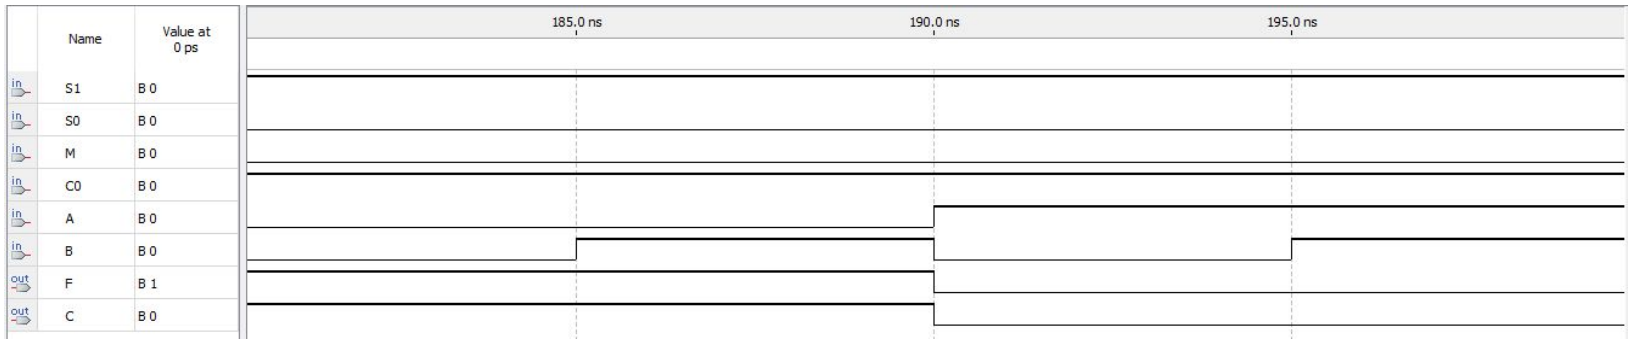 Name Value at 0 ps 185.0 ns 190.0 ns 195.0 ns
in S1 B 0
in S0 B 0
in M B 0
in C0 B 0
in A B 0
in B B 0
out F B 1
out C B 0